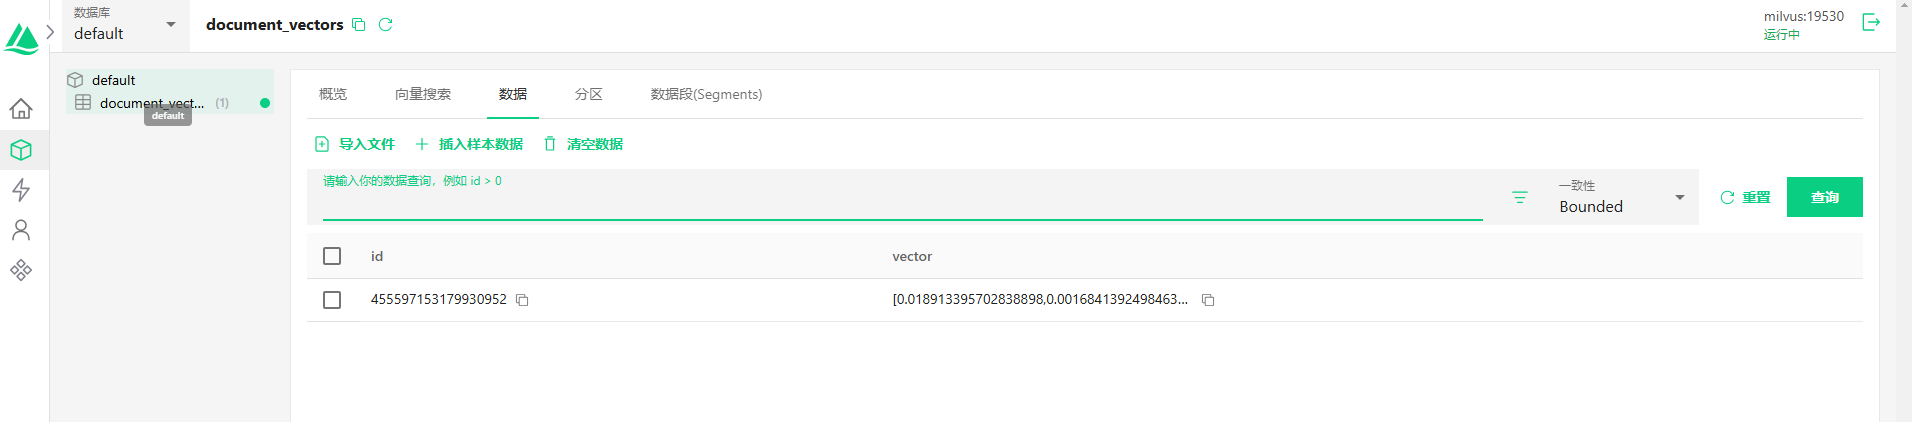 数据库
default
document_vectors
milvus:19530
运行中
default
document_vect... (1)
default
概览 向量搜索 数据 分区 数据段(Segments)
导入文件 插入样本数据 清空数据
请输入你的数据查询，例如 id > 0
一致性
Bounded
重置 查询
id vector
455597153179930952 [0.018913395702838898,0.0016841392498463...